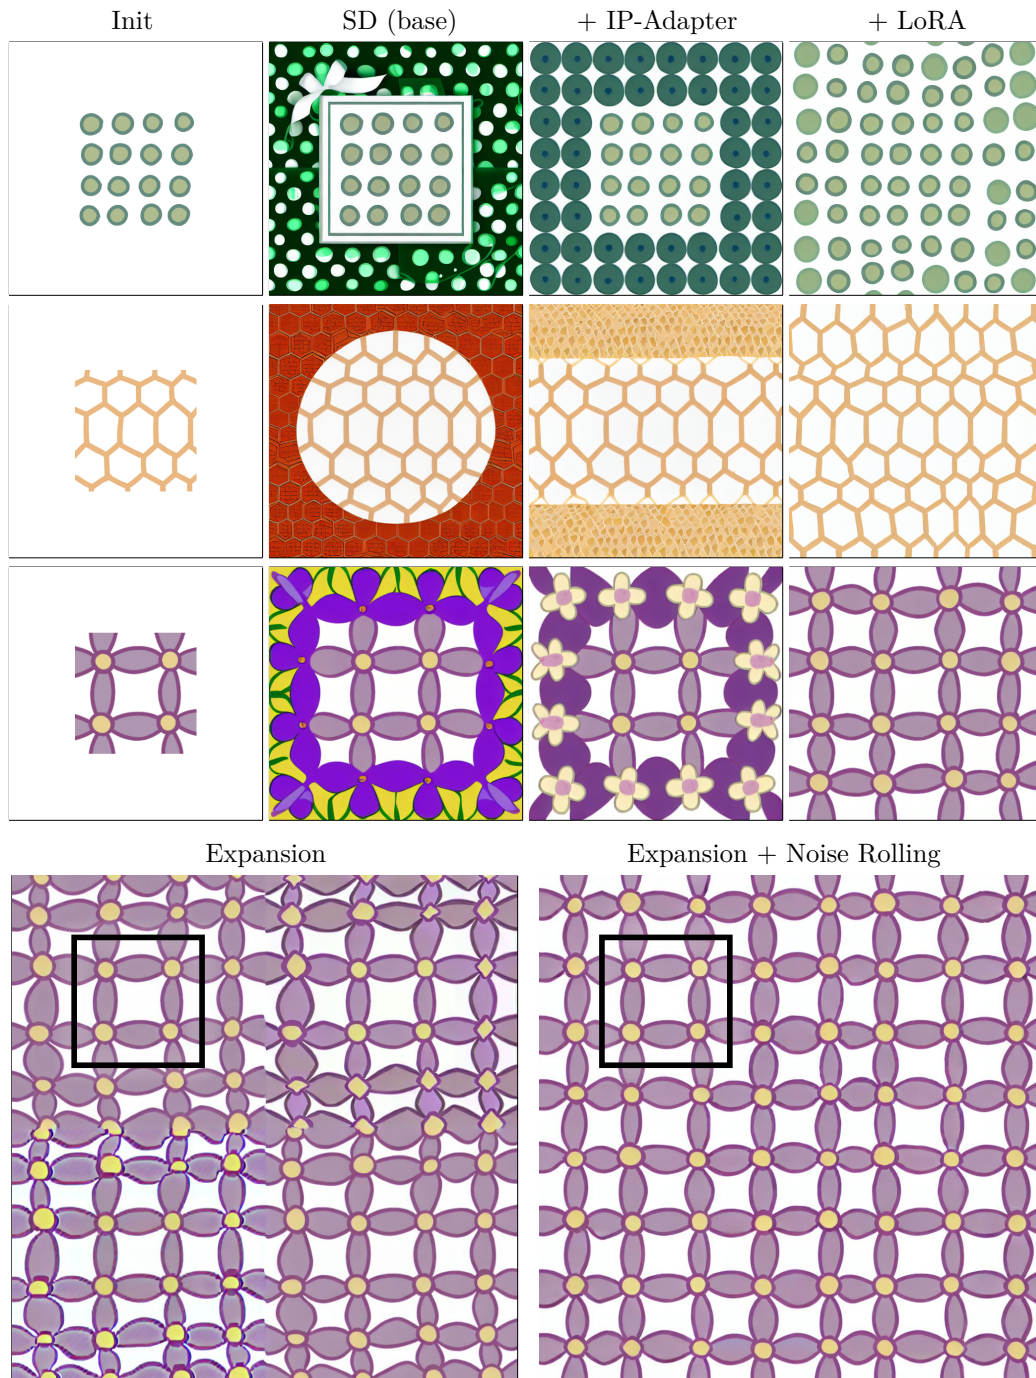 Init SD (base) + IP-Adapter + LoRA
Expansion Expansion + Noise Rolling